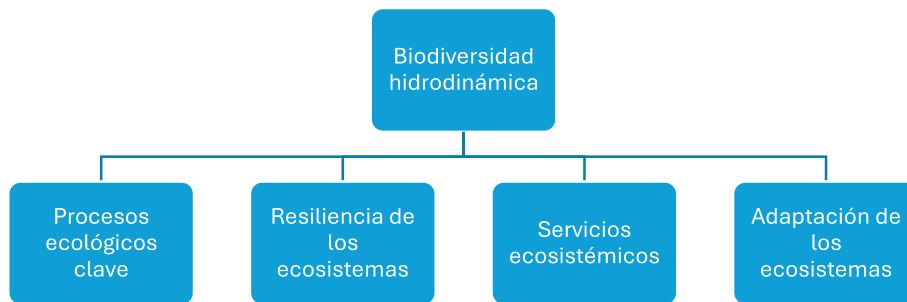 Biodiversidad
hidrodinámica
Procesos
ecológicos
clave
Resiliencia de
los
ecosistemas
Servicios
ecosistémicos
Adaptación de
los
ecosistemas